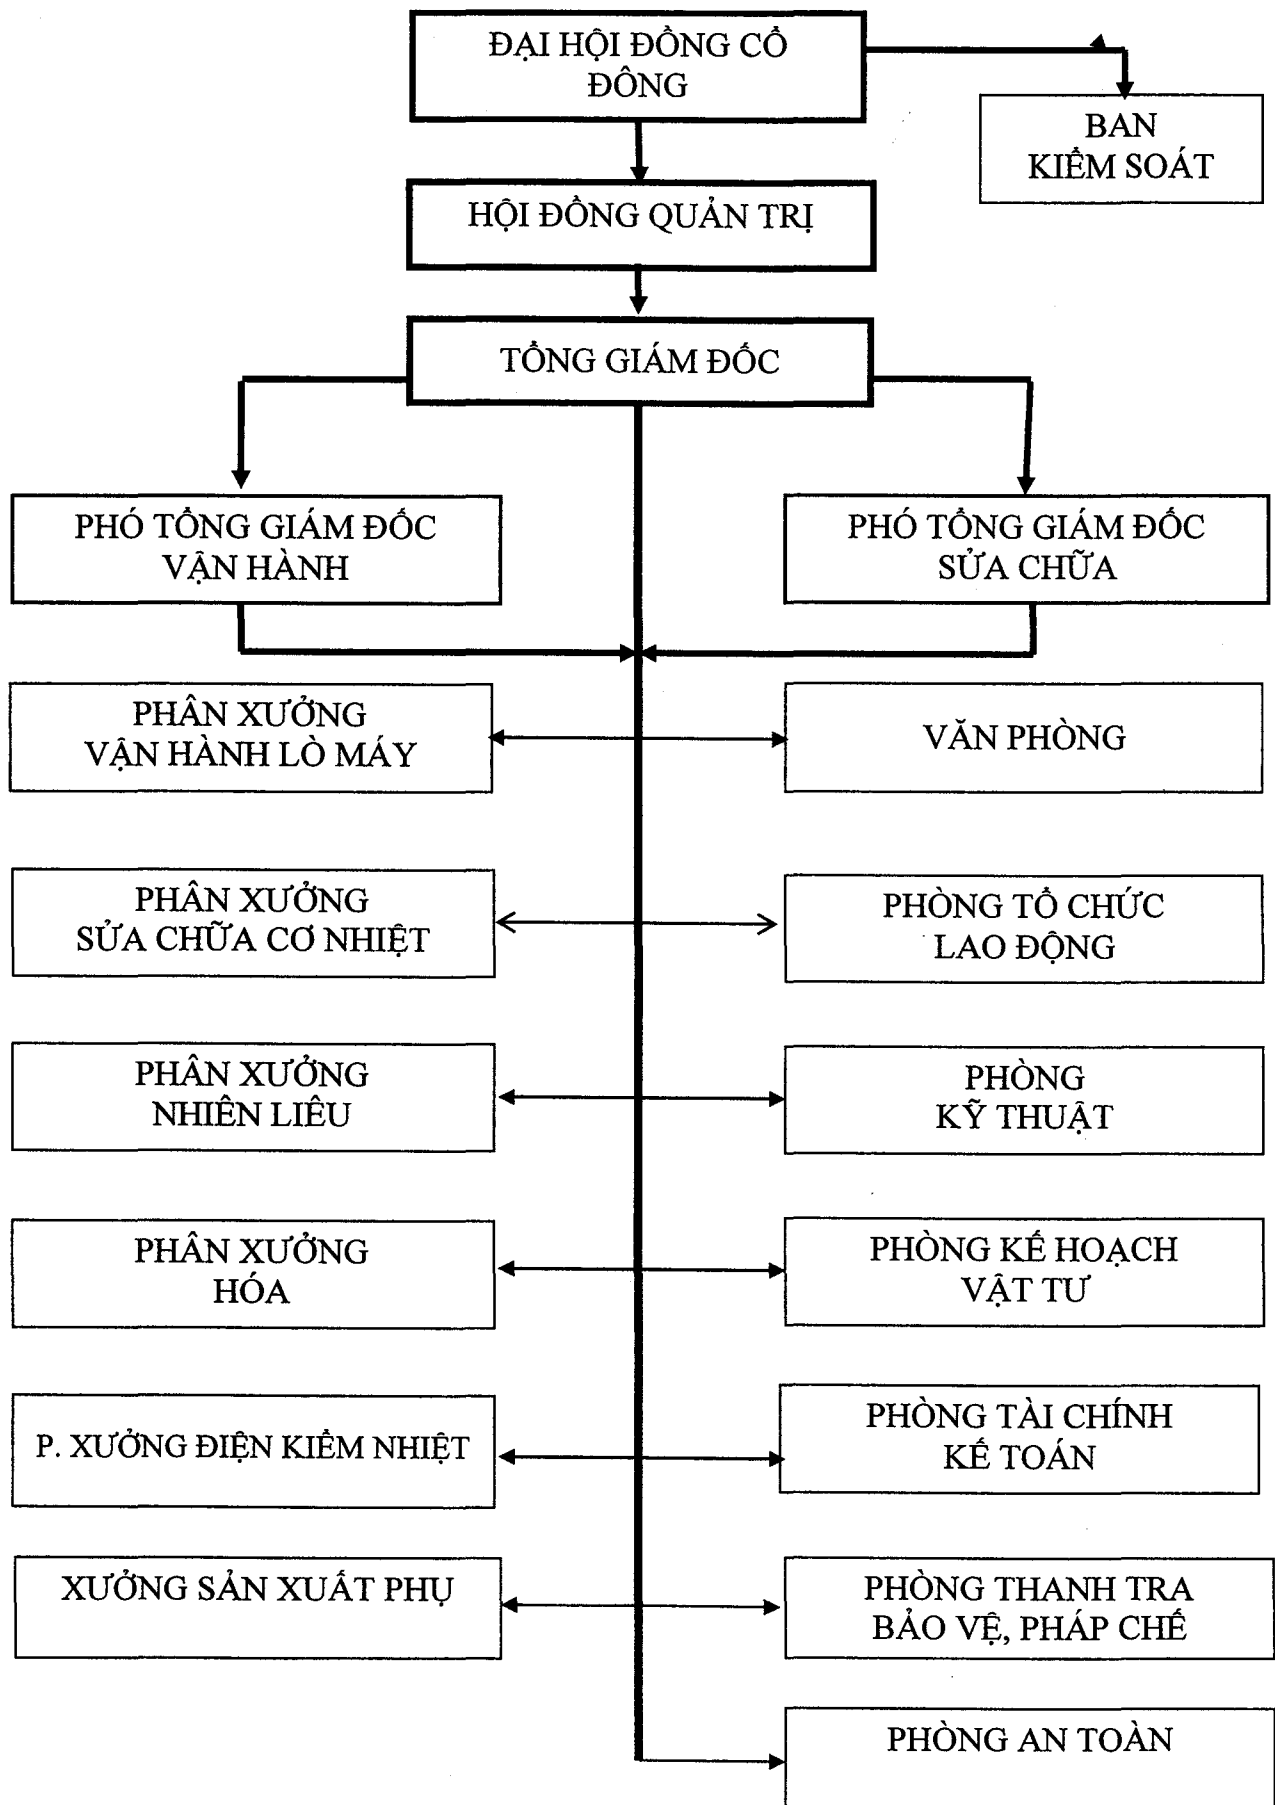 ĐẠI HỘI ĐỒNG CỔ
ĐÔNG
BAN
KIỂM SOÁT
HỘI ĐỒNG QUẢN TRỊ
TỔNG GIÁM ĐỐC
PHÓ TỔNG GIÁM ĐỐC
VẬN HÀNH
PHÓ TỔNG GIÁM ĐỐC
SỬA CHỮA
PHÂN XƯỞNG
VẬN HÀNH LÒ MÁY
VĂN PHÒNG
PHÂN XƯỞNG
SỬA CHỮA CƠ NHIỆT
PHÒNG TỔ CHỨC
LAO ĐỘNG
PHÂN XƯỞNG
NHIÊN LIÊU
PHÒNG
KỸ THUẬT
PHÂN XƯỞNG
HÓA
PHÒNG KẾ HOẠCH
VẬT TƯ
P. XƯỞNG ĐIỆN KIỂM NHIỆT
PHÒNG TÀI CHÍNH
KẾ TOÁN
XƯỞNG SẢN XUẤT PHỤ
PHÒNG THANH TRA
BẢO VỆ, PHÁP CHẾ
PHÒNG AN TOÀN